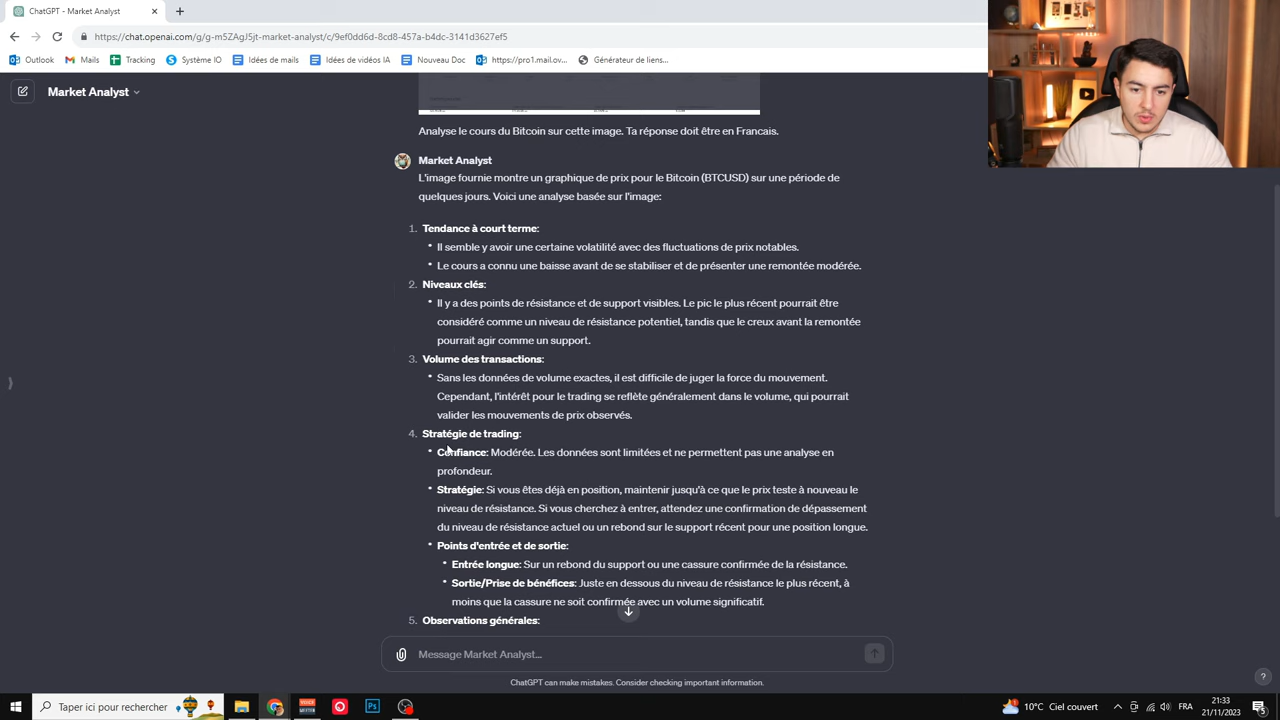 ChatGPT - Market Analyst
https://chat.openai.com/g/g-m5ZAgJ5jt-market-analyst/c/9ef0dd6d-8cd8-457a-b4dc-3141d3627ef5
Outlook
Mails
Tracking
Système IO
Idées de mails
Idées de vidéos IA
Nouveau Doc
https://pro1.mail.ov...
Générateur de liens...
Market Analyst
Analyse le cours du Bitcoin sur cette image. Ta réponse doit être en Francais.
Market Analyst
L'image fournie montre un graphique de prix pour le Bitcoin (BTCUSD) sur une période de
quelques jours. Voici une analyse basée sur l'image:
1. Tendance à court terme:
• Il semble y avoir une certaine volatilité avec des fluctuations de prix notables.
• Le cours a connu une baisse avant de se stabiliser et de présenter une remontée modérée.
2. Niveaux clés:
• Il y a des points de résistance et de support visibles. Le pic le plus récent pourrait être
considéré comme un niveau de résistance potentiel, tandis que le creux avant la remontée
pourrait agir comme un support.
3. Volume des transactions:
• Sans les données de volume exactes, il est difficile de juger la force du mouvement.
Cependant, l'intérêt pour le trading se reflète généralement dans le volume, qui pourrait
valider les mouvements de prix observés.
4. Stratégie de trading:
• Confiance: Modérée. Les données sont limitées et ne permettent pas une analyse en
profondeur.
• Stratégie: Si vous êtes déjà en position, maintenir jusqu'à ce que le prix teste à nouveau le
niveau de résistance. Si vous cherchez à entrer, attendez une confirmation de dépassement
du niveau de résistance actuel ou un rebond sur le support récent pour une position longue.
• Points d'entrée et de sortie:
• Entrée longue: Sur un rebond du support ou une cassure confirmée de la résistance.
• Sortie/Prise de bénéfices: Juste en dessous du niveau de résistance le plus récent, à
moins que la cassure ne soit confirmée avec un volume significatif.
5. Observations générales:
Message Market Analyst...
ChatGPT can make mistakes. Consider checking important information.
?
Taper ici pour rechercher
10°C Ciel couvert
FRA
21:33
21/11/2023